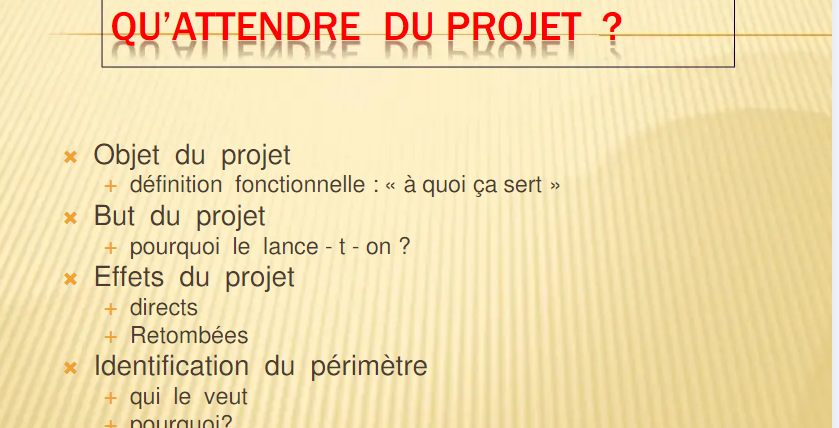 QU’ATTENDRE DU PROJET ?
Objet du projet
définition fonctionnelle : « à quoi ça sert »
But du projet
pourquoi le lance - t - on ?
Effets du projet
directs
Retombées
Identification du périmètre
qui le veut
pourquoi?